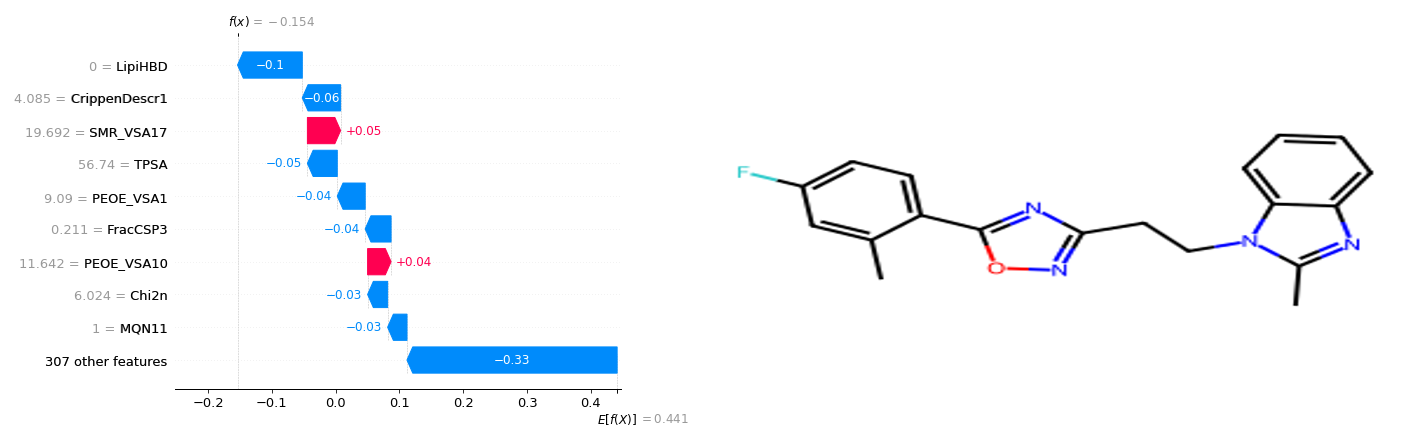 f(x) = −0.154
0 = LipiHBD
−0.1
4.085 = CrippenDescr1
−0.06
19.692 = SMR_VSA17
+0.05
56.74 = TPSA
−0.05
9.09 = PEOE_VSA1
−0.04
0.211 = FracCSP3
−0.04
11.642 = PEOE_VSA10
+0.04
6.024 = Chi2n
−0.03
1 = MQN11
−0.03
307 other features
−0.33
−0.2 −0.1 0.0 0.1 0.2 0.3 0.4
E[f(X)] = 0.441
F
N
O
N
N
N